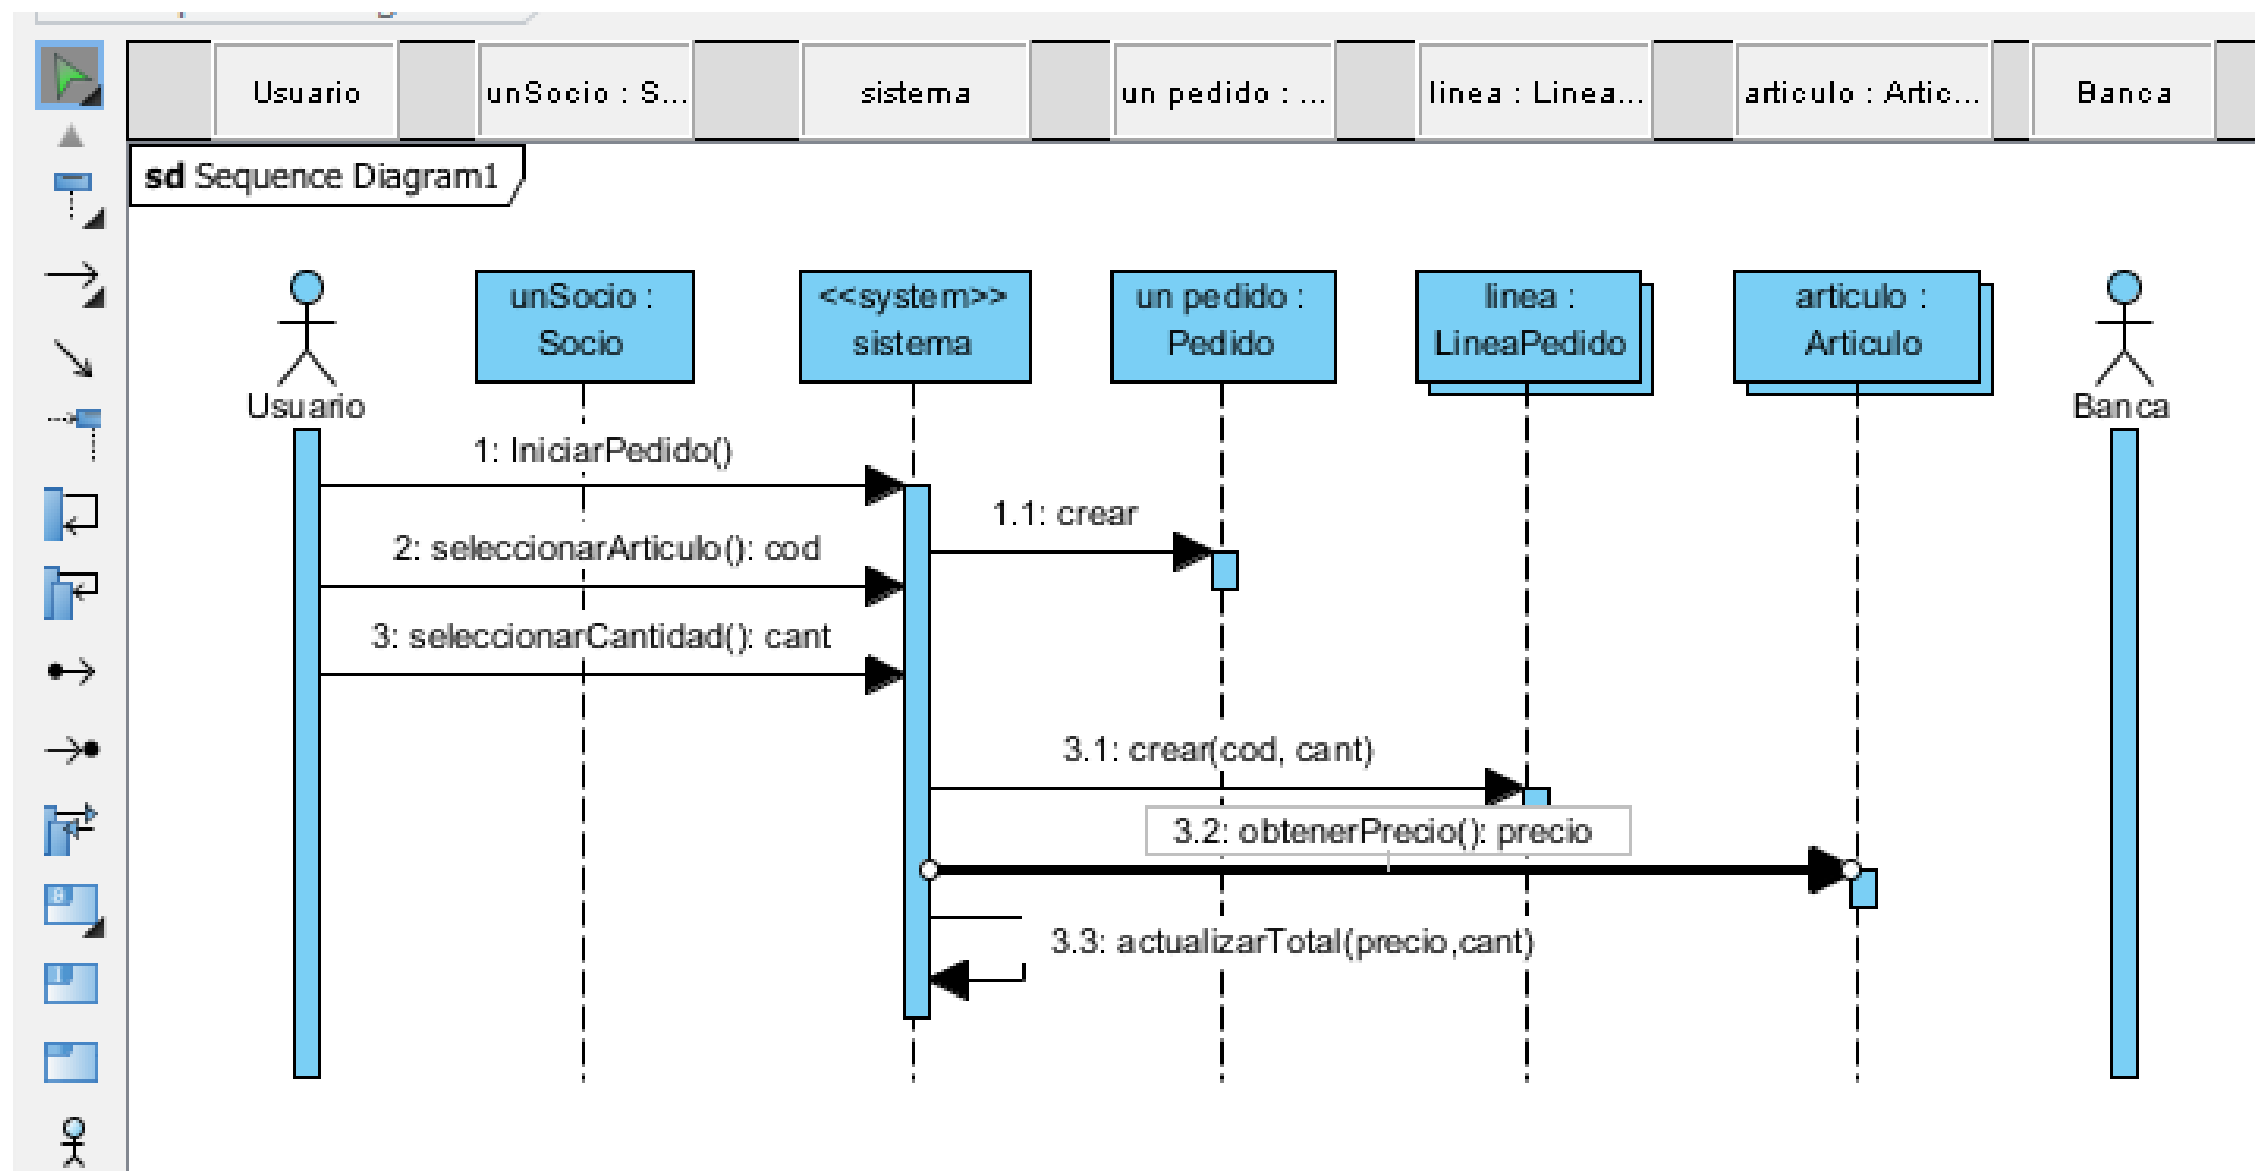 Usuario
unSocio : S...
sistema
un pedido : ...
linea : Linea...
articulo : Artic...
Banca
sd Sequence Diagram1
unSocio :
Socio
<<system>>
sistema
un pedido :
Pedido
linea :
LineaPedido
articulo :
Articulo
Usuario
Banca
1: IniciarPedido()
1.1: crear
2: seleccionarArticulo(): cod
3: seleccionarCantidad(): cant
3.1: crear(cod, cant)
3.2: obtenerPrecio(): precio
3.3: actualizarTotal(precio,cant)